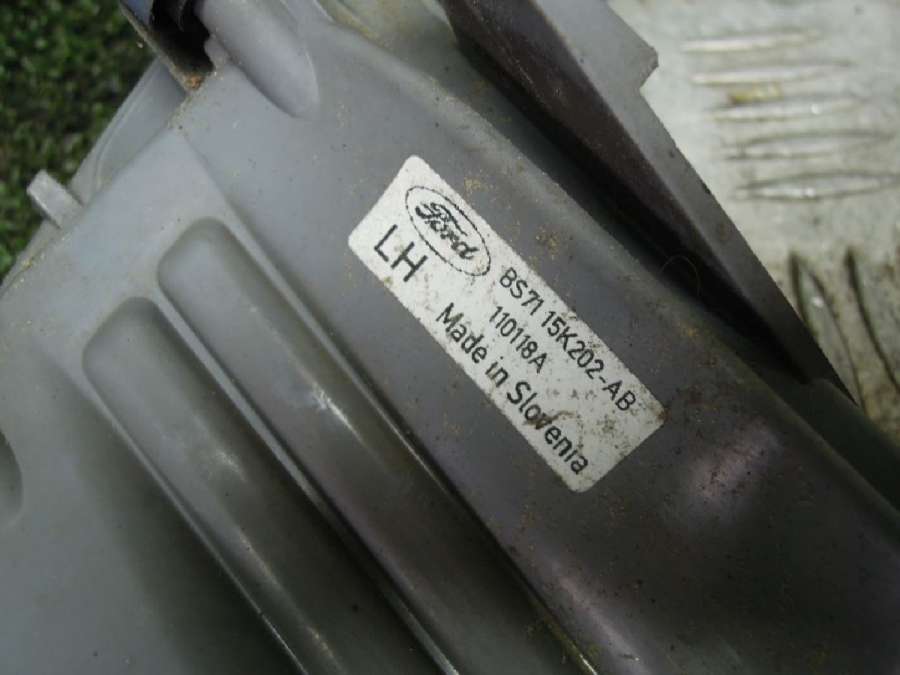 Ford
LH
BS71 15K202-AB
110118A
Made in Slovenia